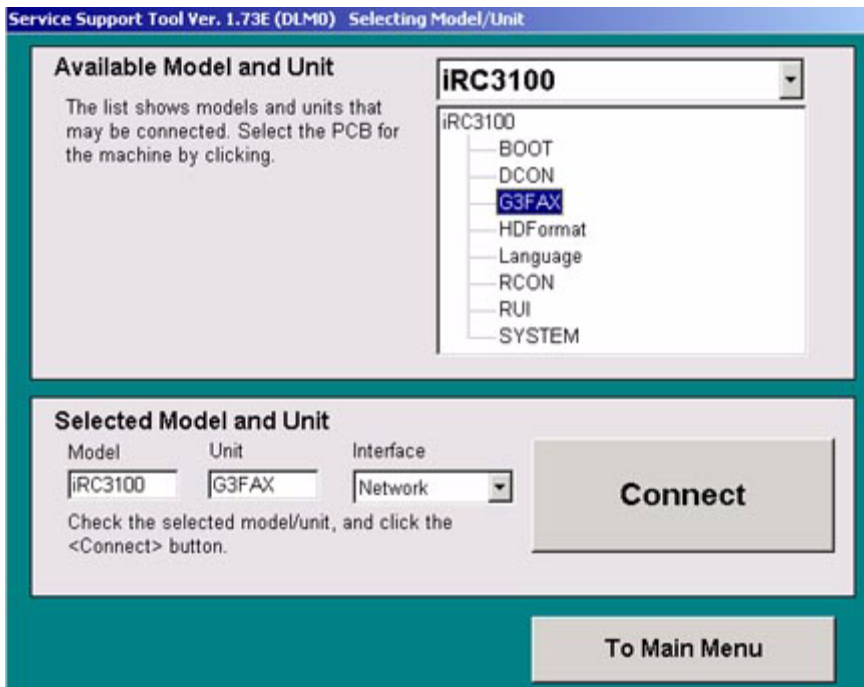 Service Support Tool Ver. 1.73E (DLM0) Selecting Model/Unit
Available Model and Unit
The list shows models and units that
may be connected. Select the PCB for
the machine by clicking.
iRC3100
iRC3100
BOOT
DCON
G3FAX
HDFormat
Language
RCON
RUI
SYSTEM
Selected Model and Unit
Model Unit Interface
iRC3100 G3FAX Network
Check the selected model/unit, and click the
<Connect> button.
Connect
To Main Menu